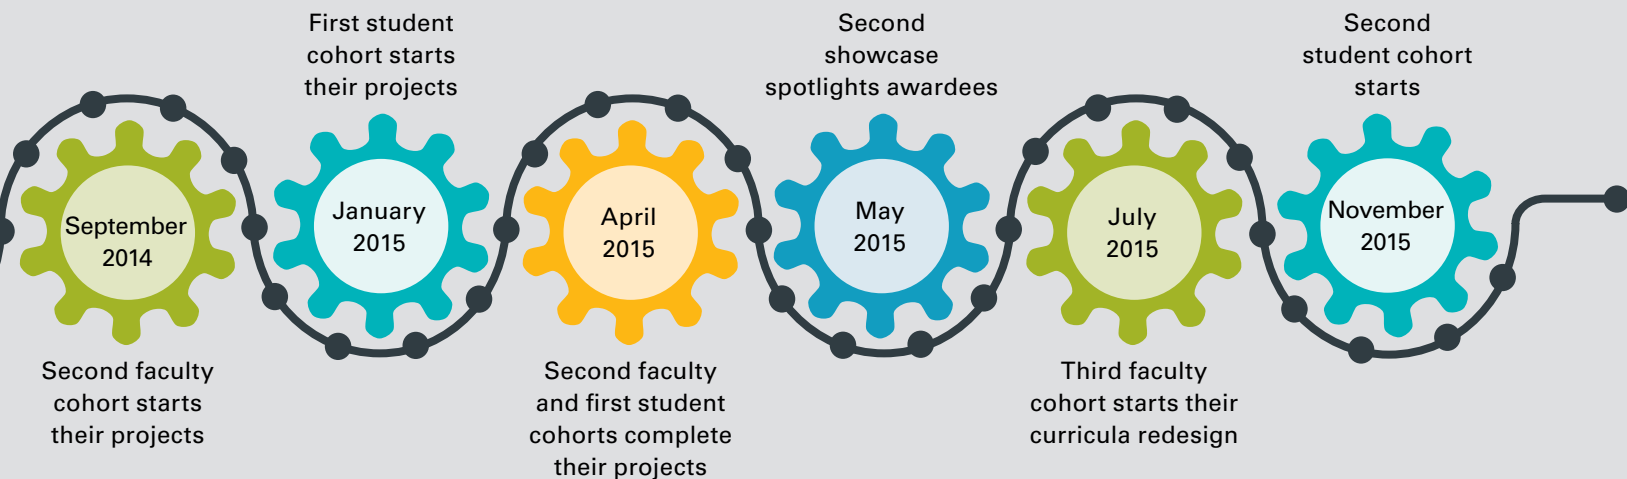 September
2014
Second faculty
cohort starts
their projects
First student
cohort starts
their projects
January
2015
April
2015
Second faculty
and first student
cohorts complete
their projects
Second
showcase
spotlights awardees
May
2015
July
2015
Third faculty
cohort starts their
curricula redesign
Second
student cohort
starts
November
2015